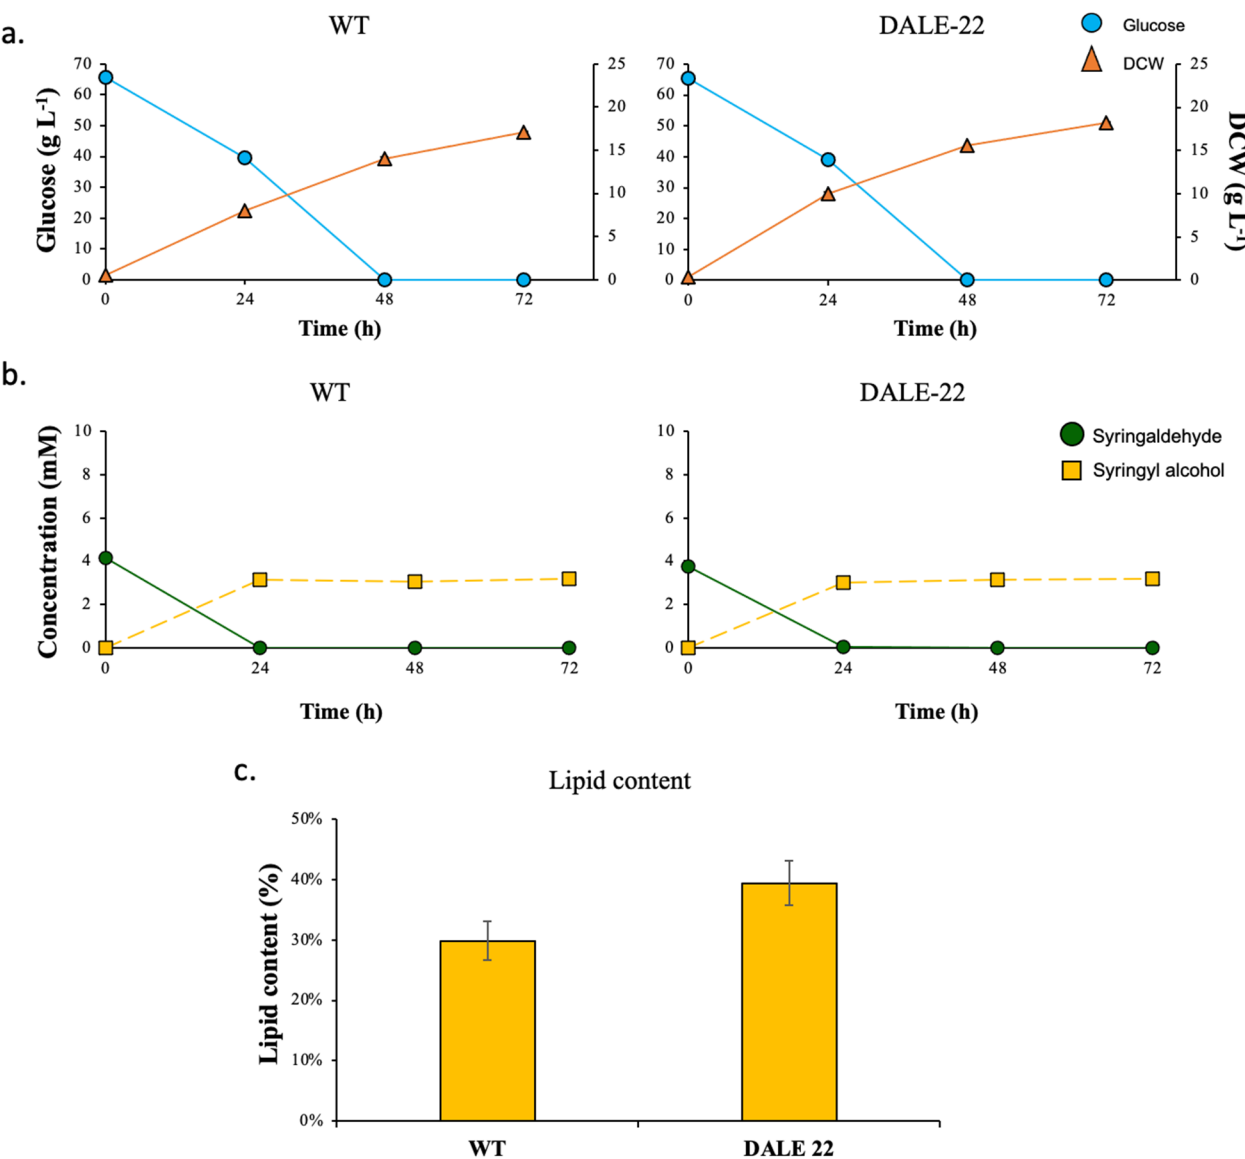 a.
WT
DALE-22
Glucose
DCW
Glucose (g L-1)
70
60
50
40
30
20
10
0
25
20
15
10
5
0
0
24
48
72
Time (h)
70
60
50
40
30
20
10
0
25
20
15
10
5
0
DCW (g L-1)
0
24
48
72
Time (h)
b.
WT
DALE-22
Syringaldehyde
Syringyl alcohol
Concentration (mM)
10
8
6
4
2
0
0
24
48
72
Time (h)
10
8
6
4
2
0
0
24
48
72
Time (h)
c.
Lipid content
Lipid content (%)
50%
40%
30%
20%
10%
0%
WT
DALE 22